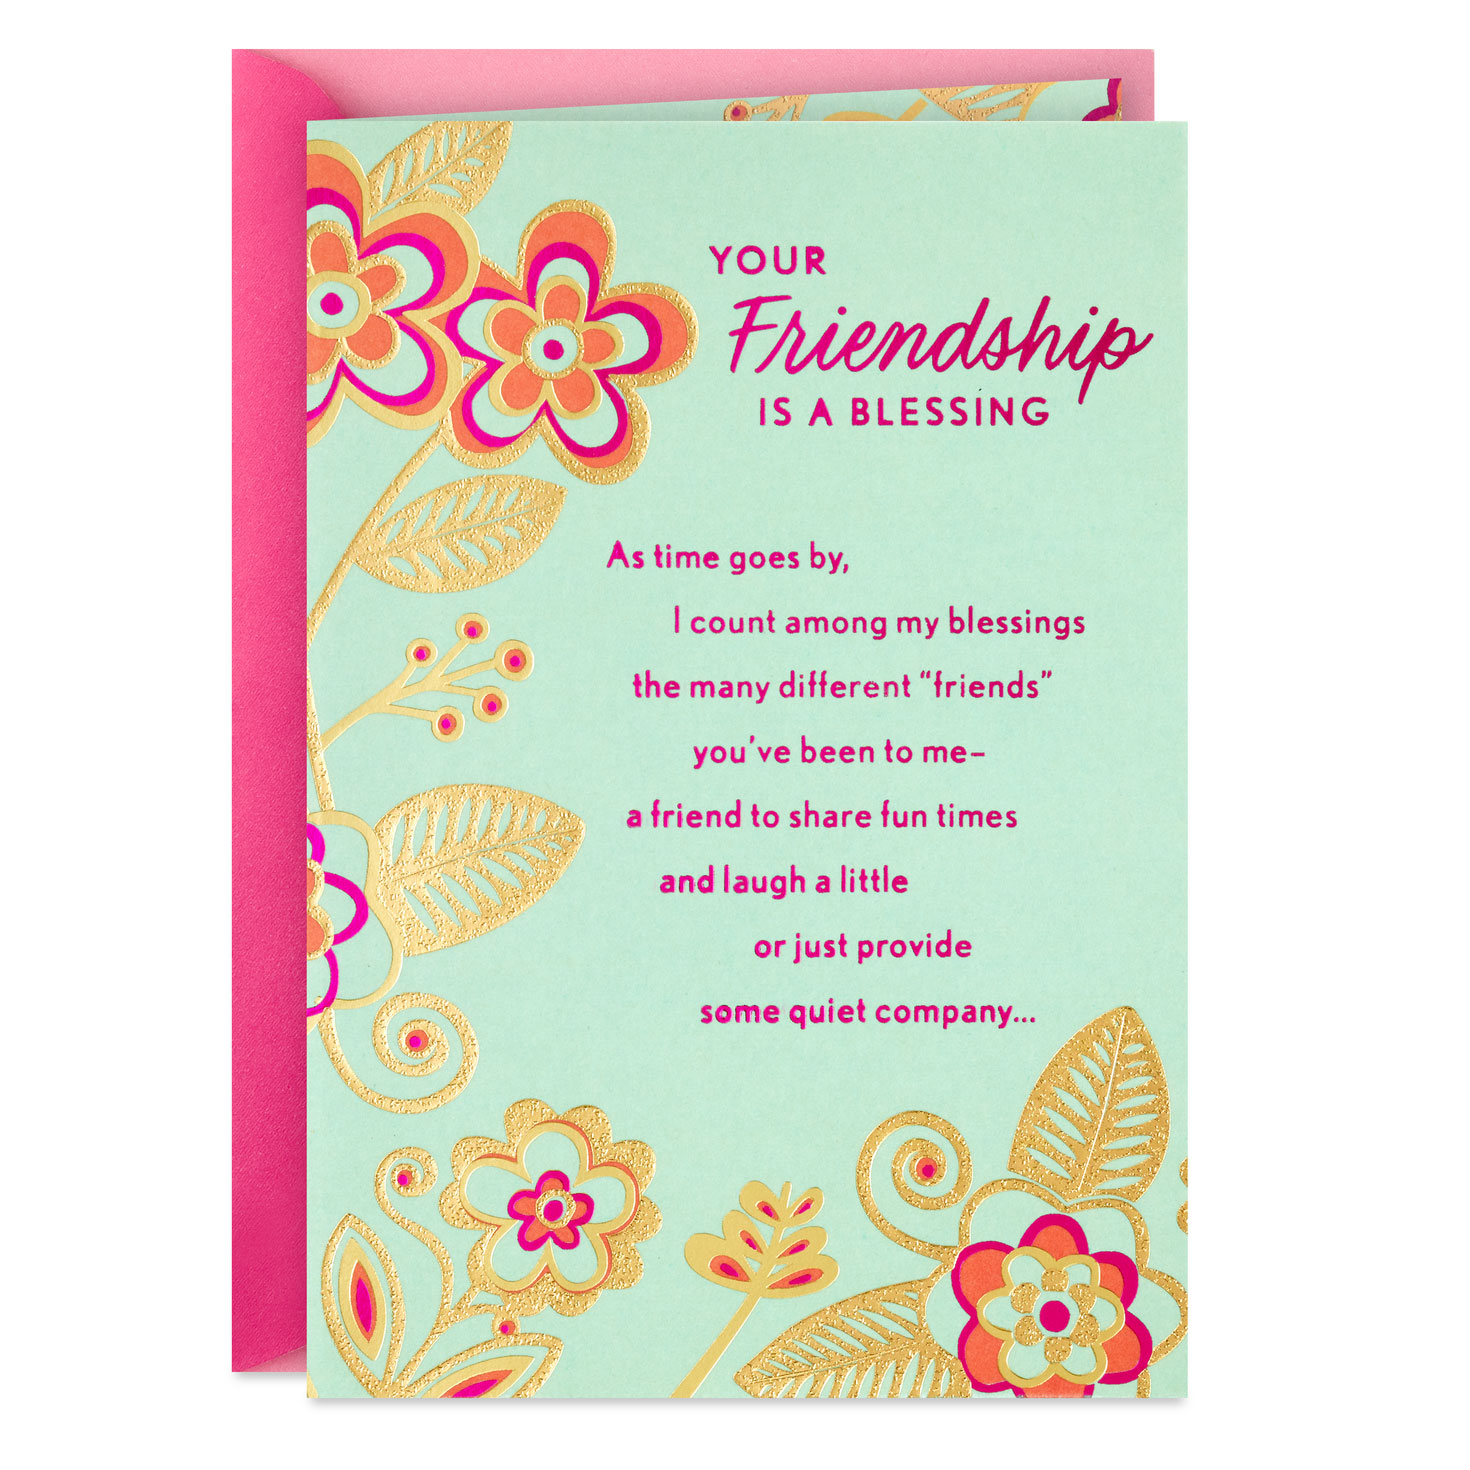 YOUR
Friendship
IS A BLESSING
As time goes by,
I count among my blessings
the many different “friends”
you’ve been to me–
a friend to share fun times
and laugh a little
or just provide
some quiet company...